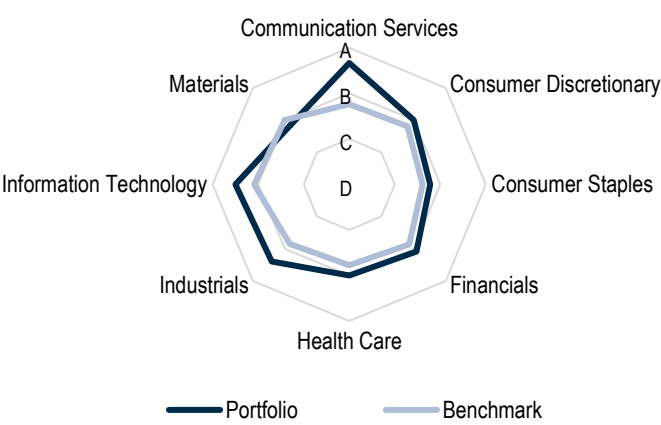 Communication Services
A
Materials
Consumer Discretionary
B
C
Information Technology
D
Consumer Staples
Industrials
Financials
Health Care
Portfolio
Benchmark